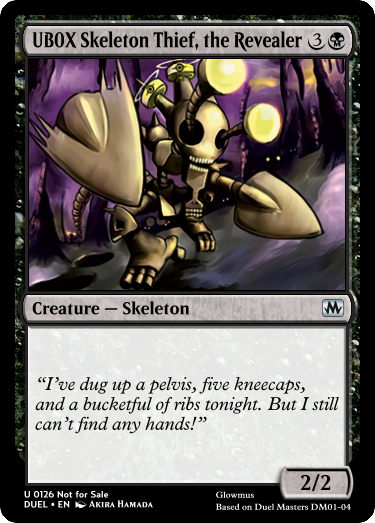 UB0X Skeleton Thief, the Revealer 3
Creature — Skeleton
“I’ve dug up a pelvis, five kneecaps,
and a bucketful of ribs tonight. But I still
can’t find any hands!”
2/2
U 0126 Not for Sale
DUEL • EN Akira Hamada
Glowmus
Based on Duel Masters DM01-04